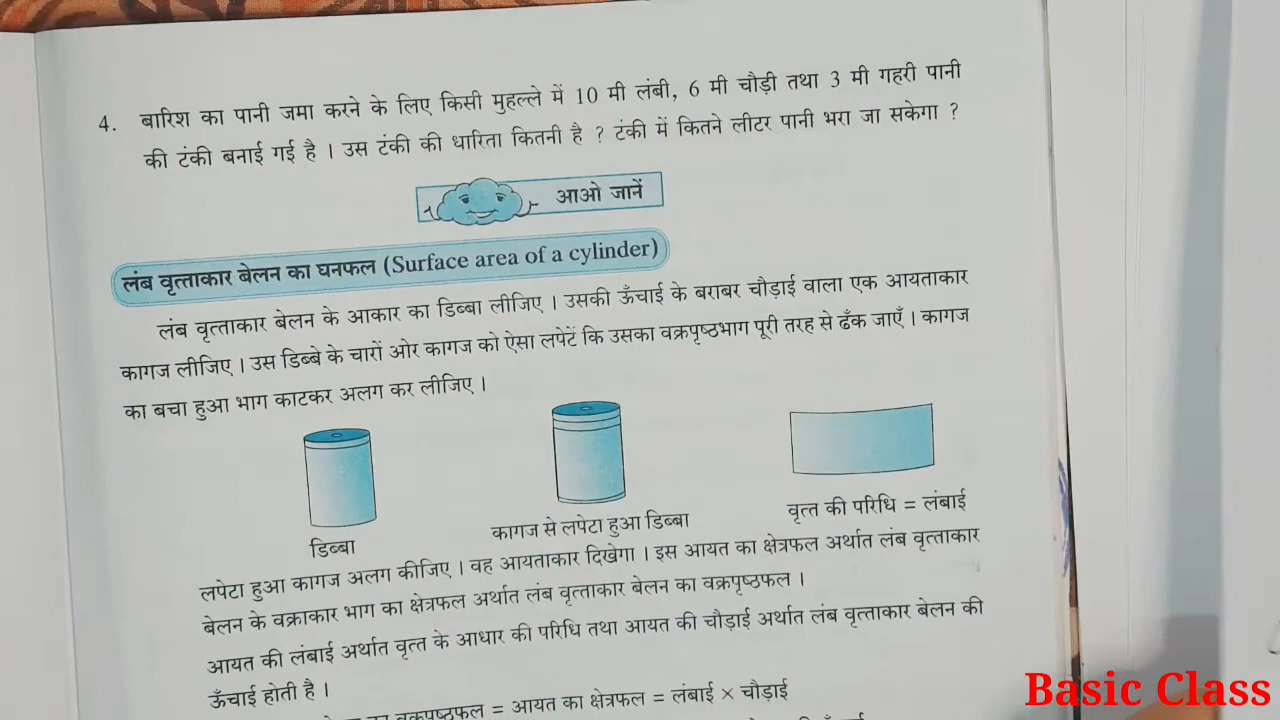 4. बारिश का पानी जमा करने के लिए किसी मुहल्ले में 10 मी लंबी, 6 मी चौड़ी तथा 3 मी गहरी पानी
की टंकी बनाई गई है । उस टंकी की धारिता कितनी है ? टंकी में कितने लीटर पानी भरा जा सकेगा ?
आओ जानें
लंब वृत्ताकार बेलन का घनफल (Surface area of a cylinder)
लंब वृत्ताकार बेलन के आकार का डिब्बा लीजिए । उसकी ऊँचाई के बराबर चौड़ाई वाला एक आयताकार
कागज लीजिए । उस डिब्बे के चारों ओर कागज को ऐसा लपेटें कि उसका वक्रपृष्ठभाग पूरी तरह से ढँक जाएँ । कागज
का बचा हुआ भाग काटकर अलग कर लीजिए ।
डिब्बा
कागज से लपेटा हुआ डिब्बा
वृत्त की परिधि = लंबाई
लपेटा हुआ कागज अलग कीजिए । वह आयताकार दिखेगा । इस आयत का क्षेत्रफल अर्थात लंब वृत्ताकार
बेलन के वक्राकार भाग का क्षेत्रफल अर्थात लंब वृत्ताकार बेलन का वक्रपृष्ठफल ।
आयत की लंबाई अर्थात वृत्त के आधार की परिधि तथा आयत की चौड़ाई अर्थात लंब वृत्ताकार बेलन की
ऊँचाई होती है ।
का वक्रपृष्ठफल = आयत का क्षेत्रफल = लंबाई × चौड़ाई
Basic Class